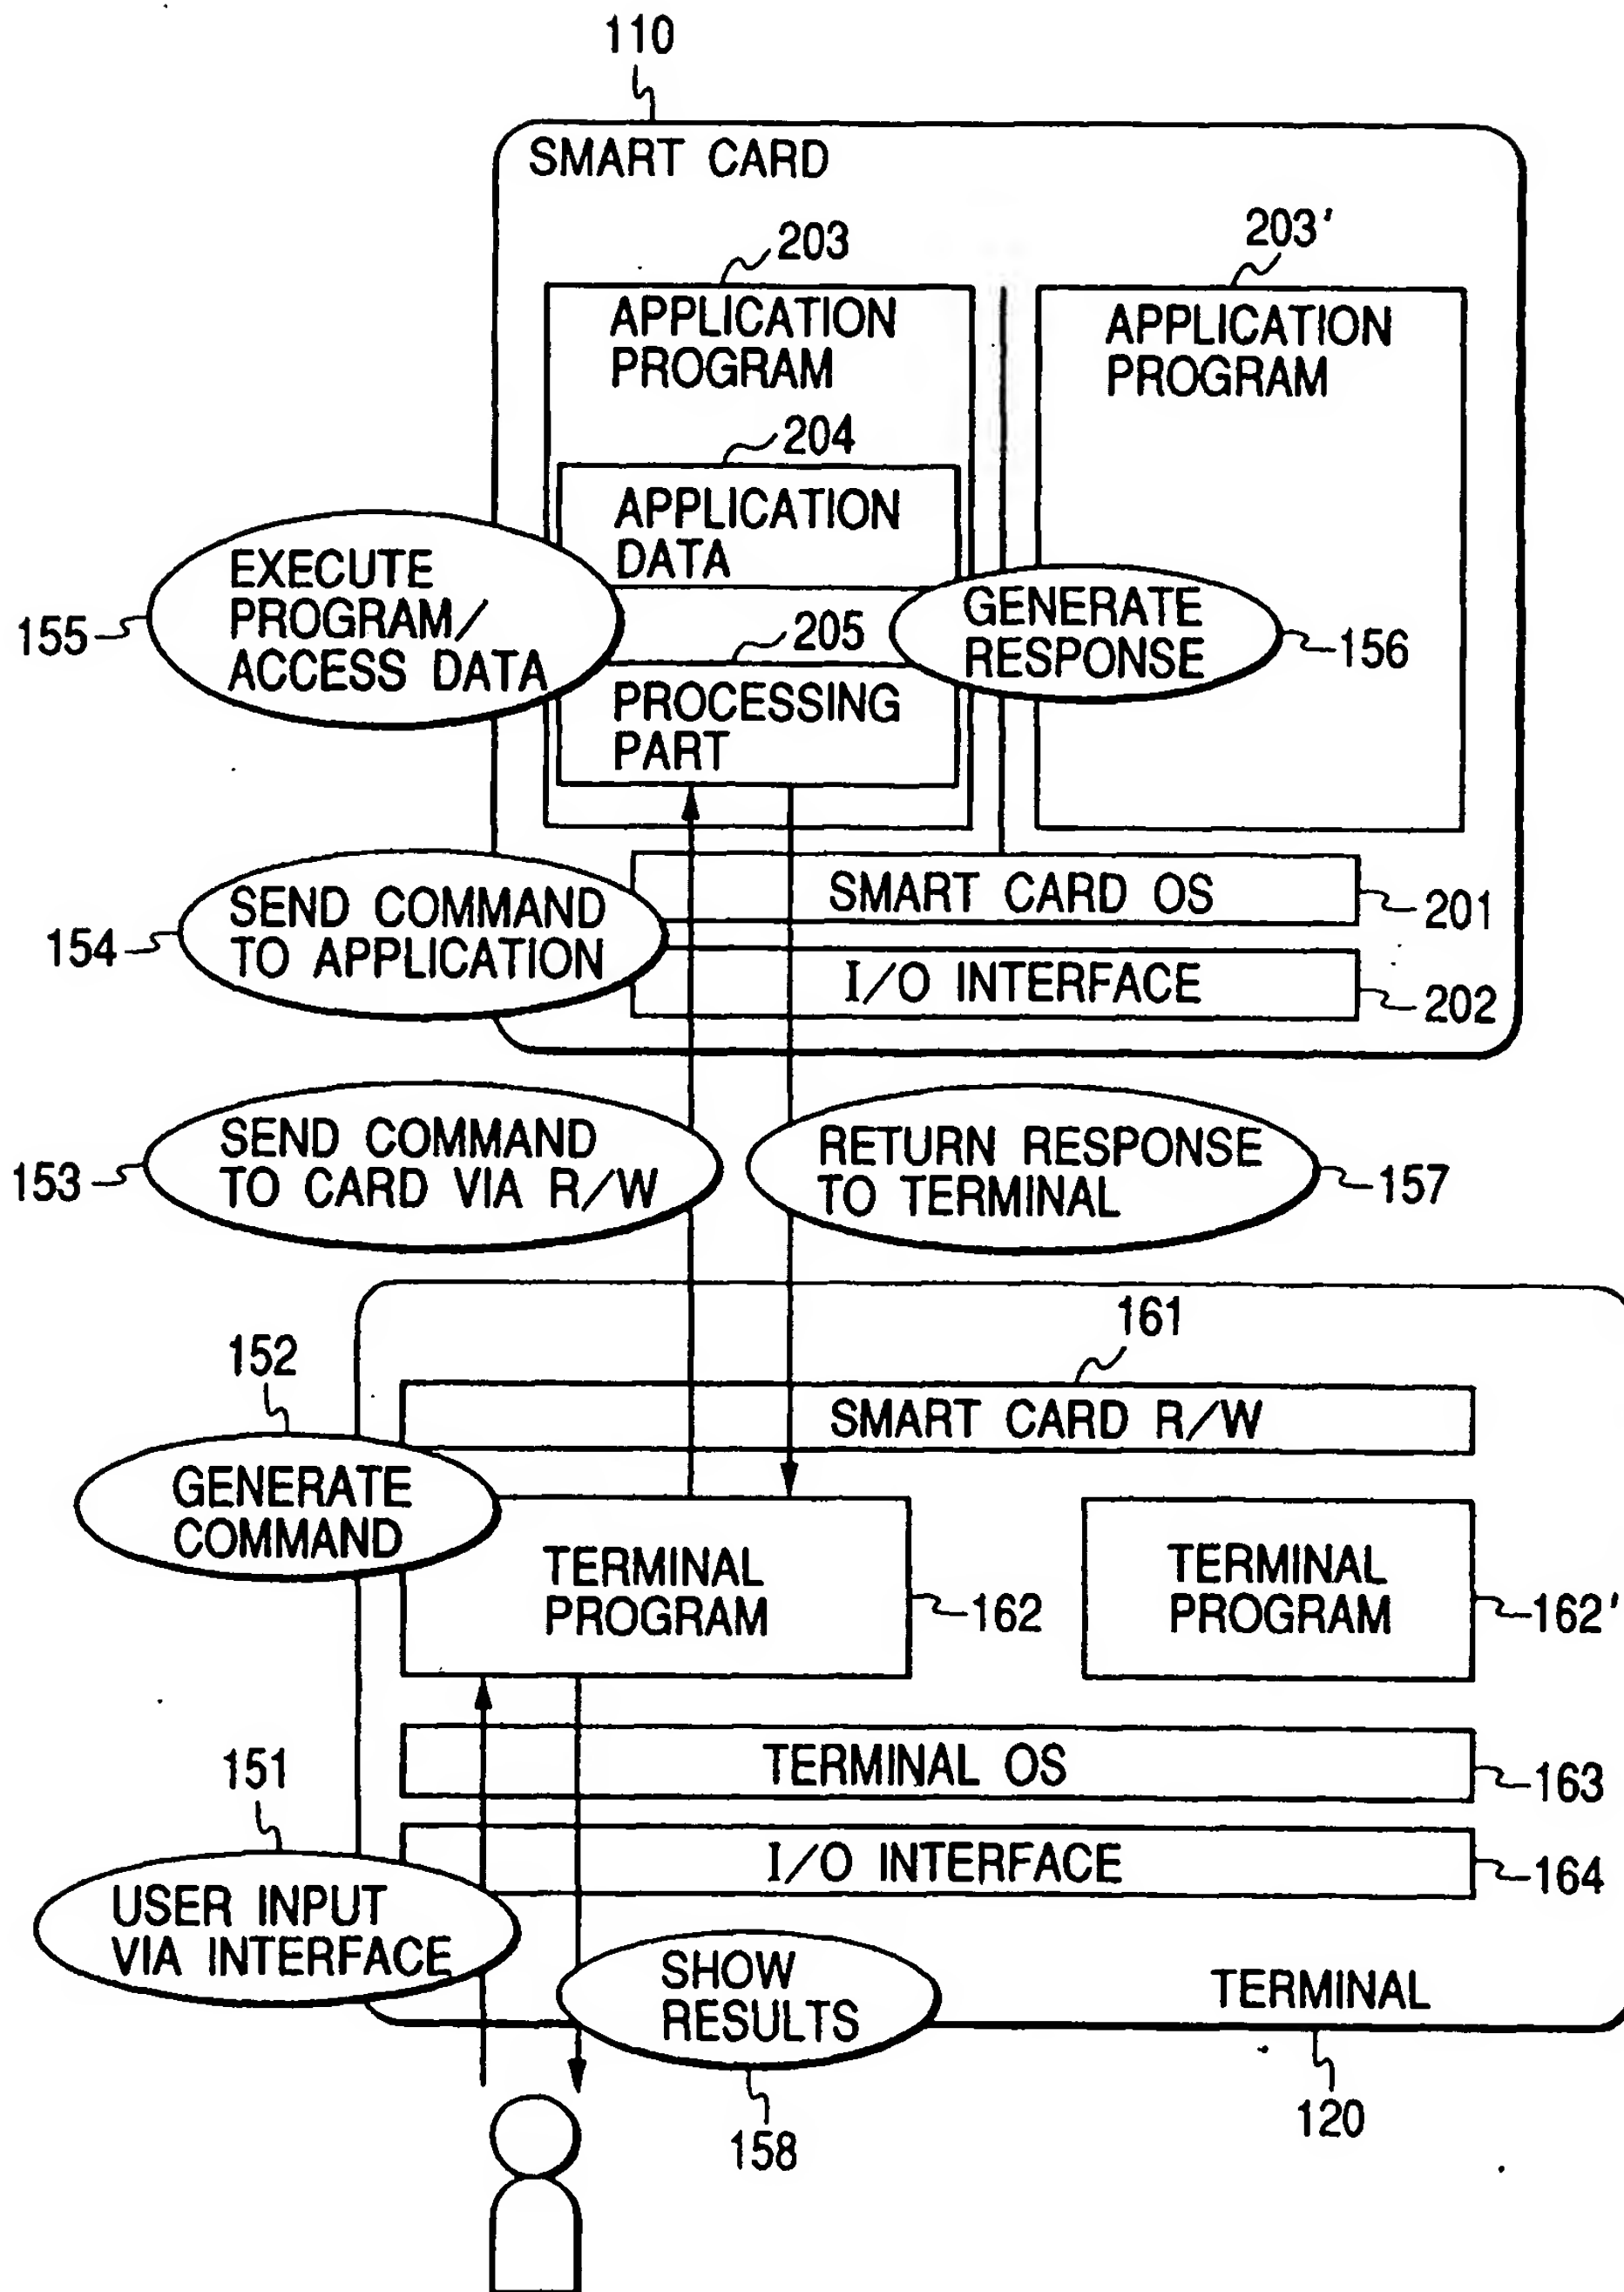 110
SMART CARD
203
203'
APPLICATION
PROGRAM
APPLICATION
PROGRAM
204
APPLICATION
DATA
155
EXECUTE
PROGRAM/
ACCESS DATA
GENERATE
RESPONSE
156
205
PROCESSING
PART
154
SEND COMMAND
TO APPLICATION
SMART CARD OS
201
I/O INTERFACE
202
153
SEND COMMAND
TO CARD VIA R/W
RETURN RESPONSE
TO TERMINAL
157
161
152
SMART CARD R/W
GENERATE
COMMAND
TERMINAL
PROGRAM
162
TERMINAL
PROGRAM
162'
151
TERMINAL OS
163
I/O INTERFACE
164
USER INPUT
VIA INTERFACE
SHOW
RESULTS
TERMINAL
120
158